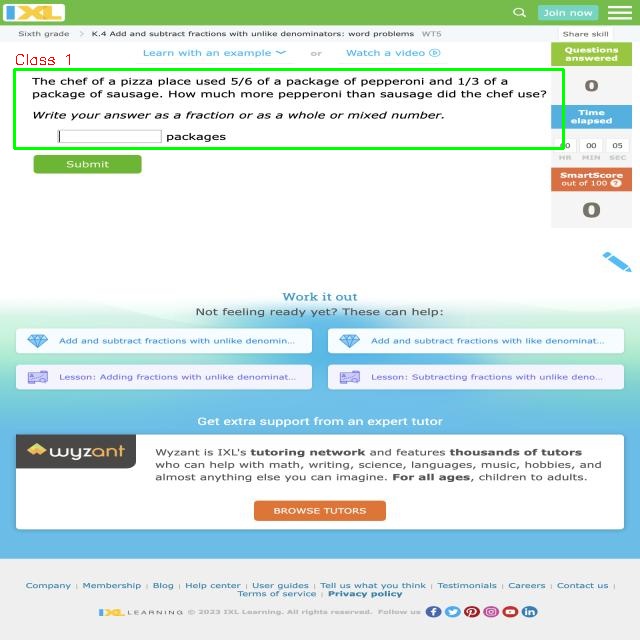 IXL
Join now
Sixth grade > K.4 Add and subtract fractions with unlike denominators: word problems WT5
Share skill
Class 1
Learn with an example or Watch a video
Questions answered
0
The chef of a pizza place used 5/6 of a package of pepperoni and 1/3 of a
package of sausage. How much more pepperoni than sausage did the chef use?
Write your answer as a fraction or as a whole or mixed number.
packages
Time elapsed
00 00 05
HR MIN SEC
Submit
SmartScore
out of 100 ?
0
Work it out
Not feeling ready yet? These can help:
Add and subtract fractions with unlike denomin...
Add and subtract fractions with like denominat...
Lesson: Adding fractions with unlike denominat...
Lesson: Subtracting fractions with unlike deno...
Get extra support from an expert tutor
wyzant
Wyzant is IXL's tutoring network and features thousands of tutors
who can help with math, writing, science, languages, music, hobbies, and
almost anything else you can imagine. For all ages, children to adults.
BROWSE TUTORS
Company | Membership | Blog | Help center | User guides | Tell us what you think | Testimonials | Careers | Contact us |
Terms of service | Privacy policy
IXL LEARNING © 2023 IXL Learning. All rights reserved. Follow us